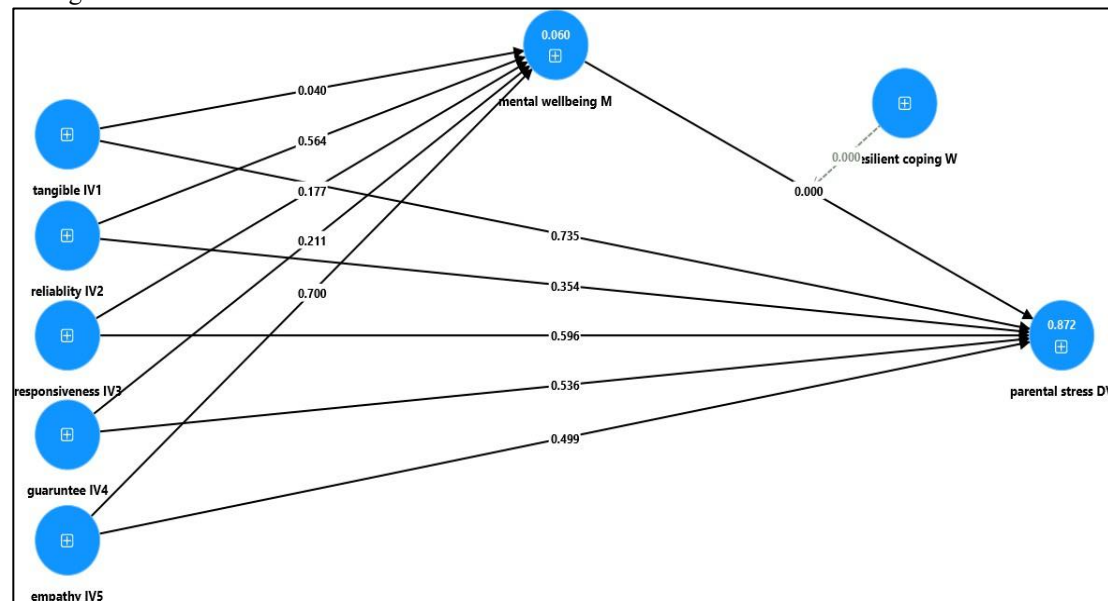 0.060
mental wellbeing M
0.040
tangible IV1
0.564
0.000
esilient coping W
0.177
0.000
reliablity IV2
0.211
0.735
0.700
0.354
responsiveness IV3
0.596
0.872
guaruntee IV4
0.536
parental stress DV
0.499
empathy IV5